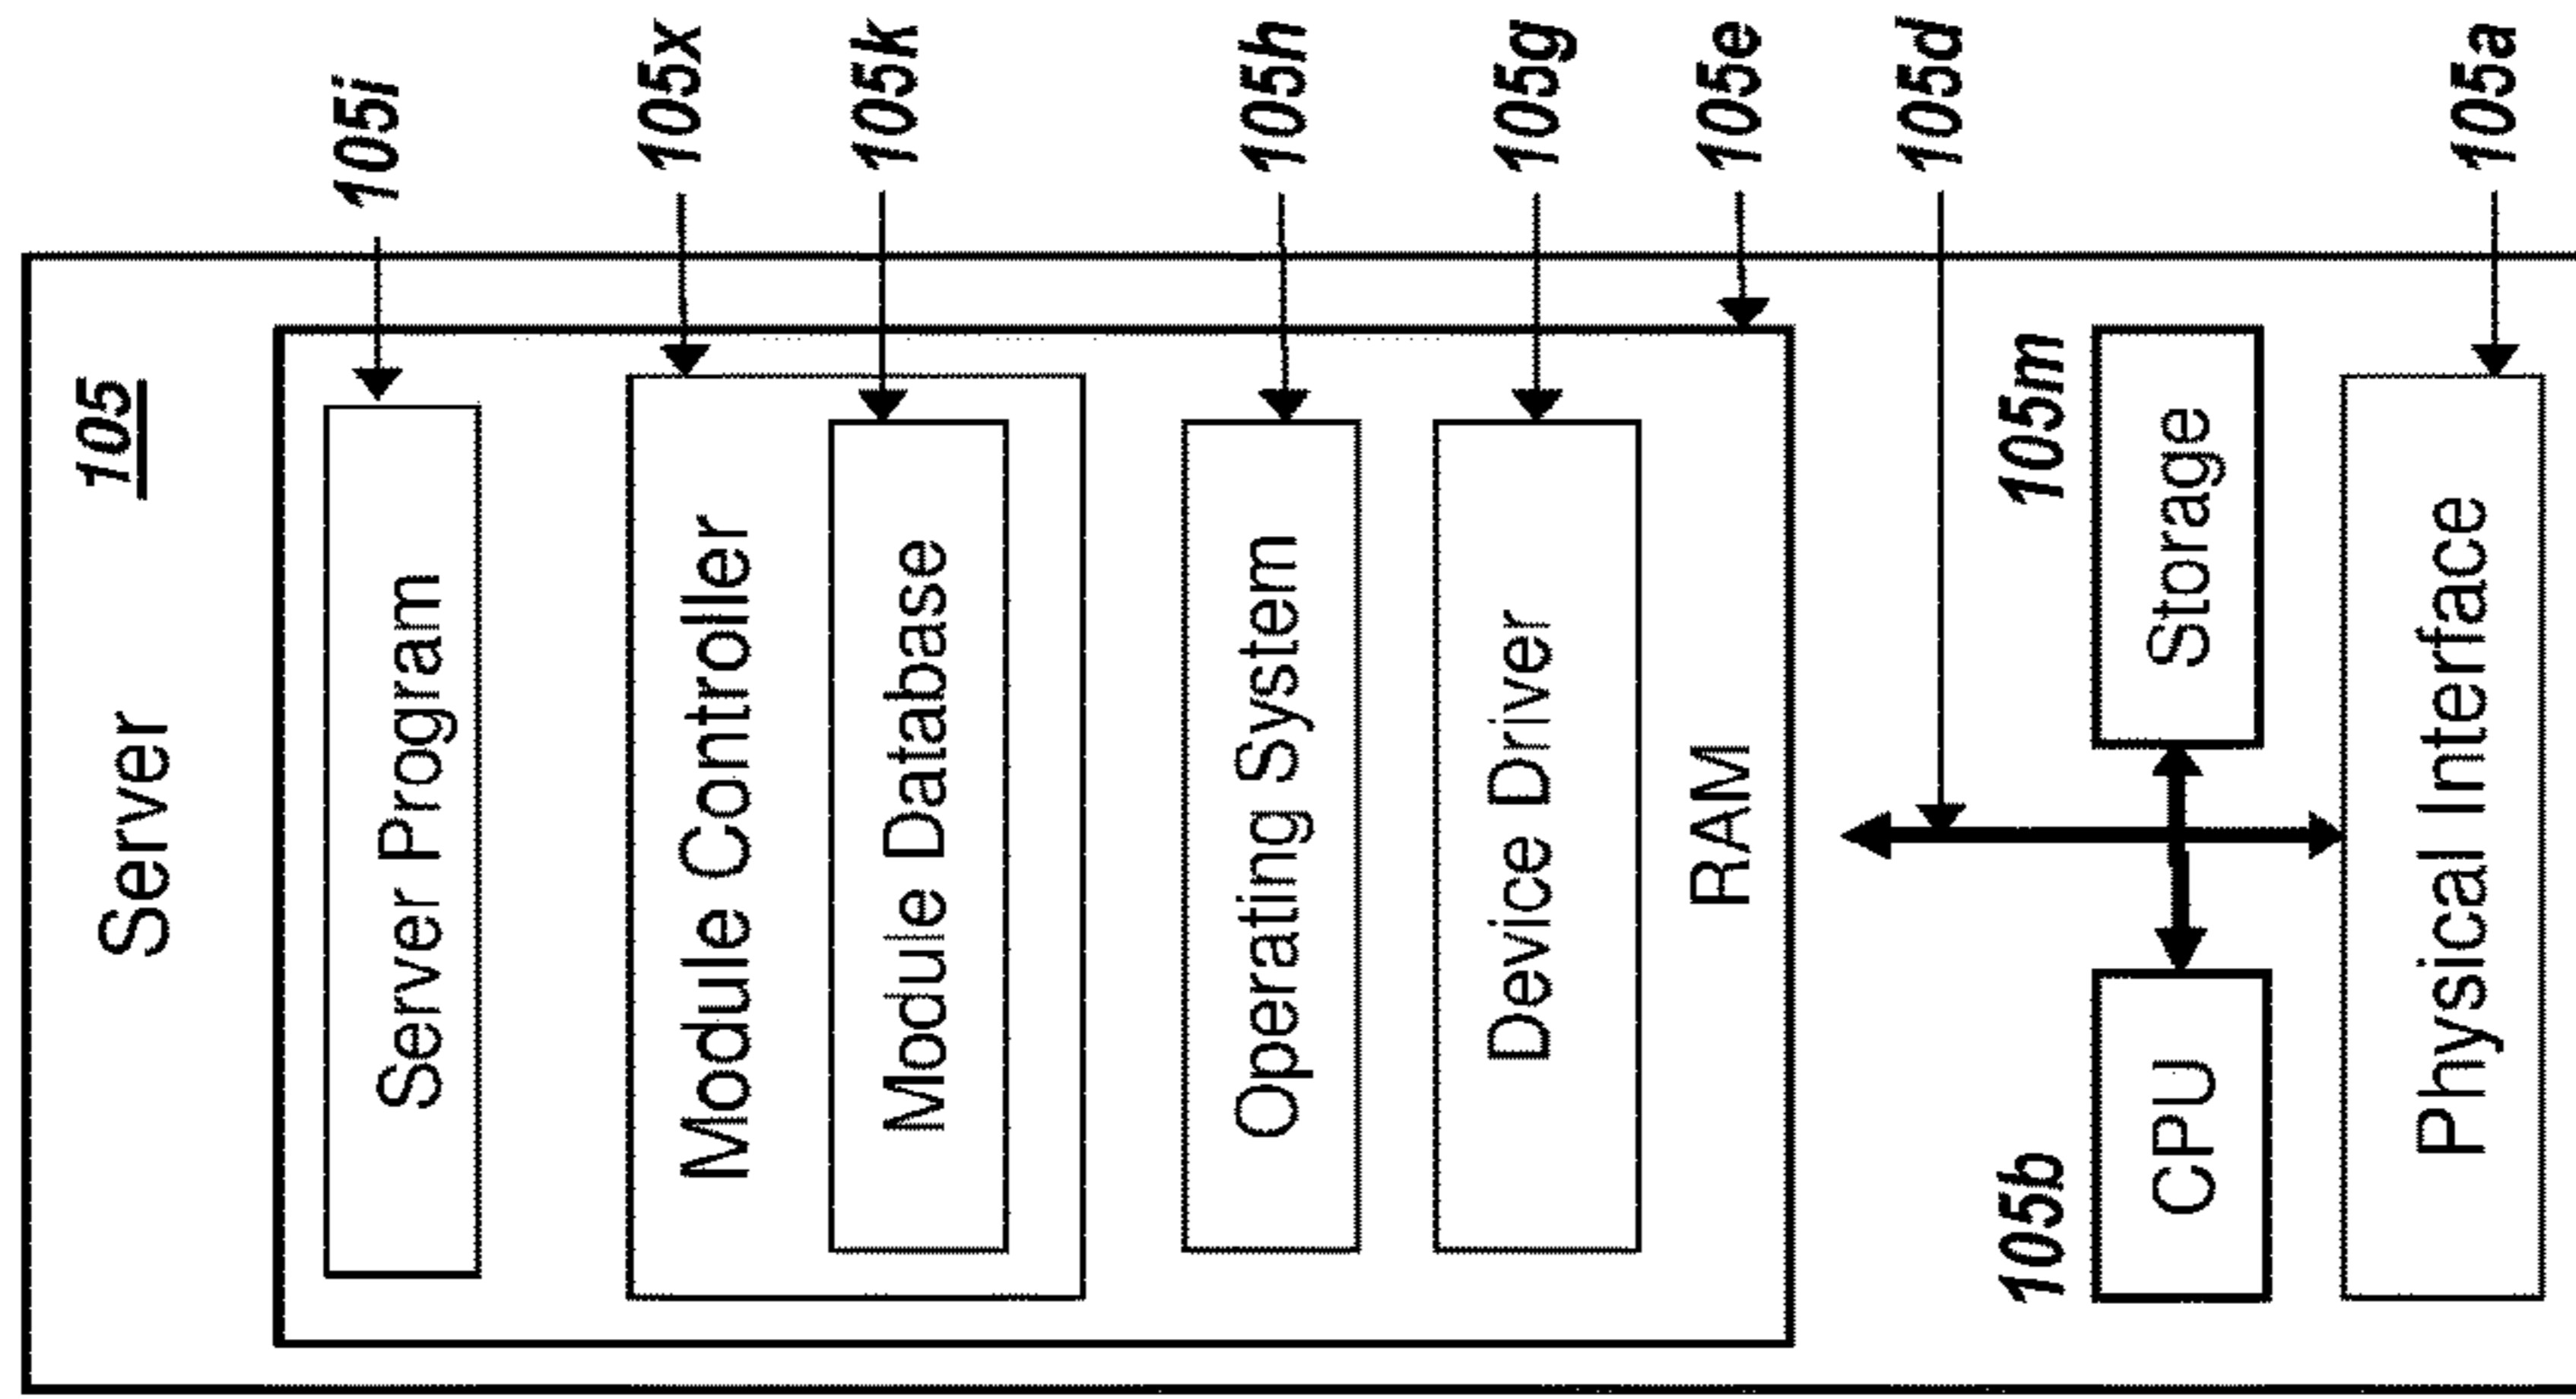 Server
105
Server Program
105i
Module Controller
105x
Module Database
105k
Operating System
105h
Device Driver
105g
RAM
105e
105d
105b
105m
CPU
Storage
Physical Interface
105a